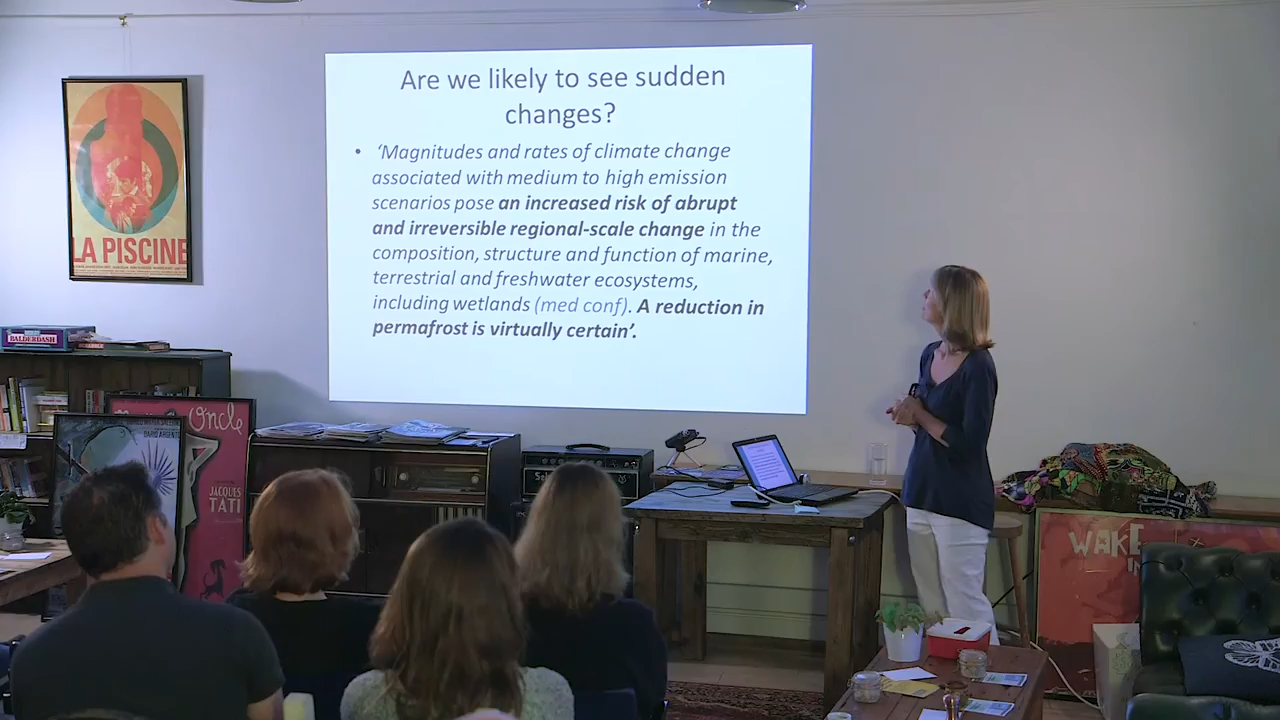 Are we likely to see sudden
changes?
• ‘Magnitudes and rates of climate change
associated with medium to high emission
scenarios pose an increased risk of abrupt
and irreversible regional-scale change in the
composition, structure and function of marine,
terrestrial and freshwater ecosystems,
including wetlands (med conf). A reduction in
permafrost is virtually certain’.
LA PISCINE
BALDERDASH
Oncle
DARIO ARGENTO
JACQUES
TATI
WAKE
IN